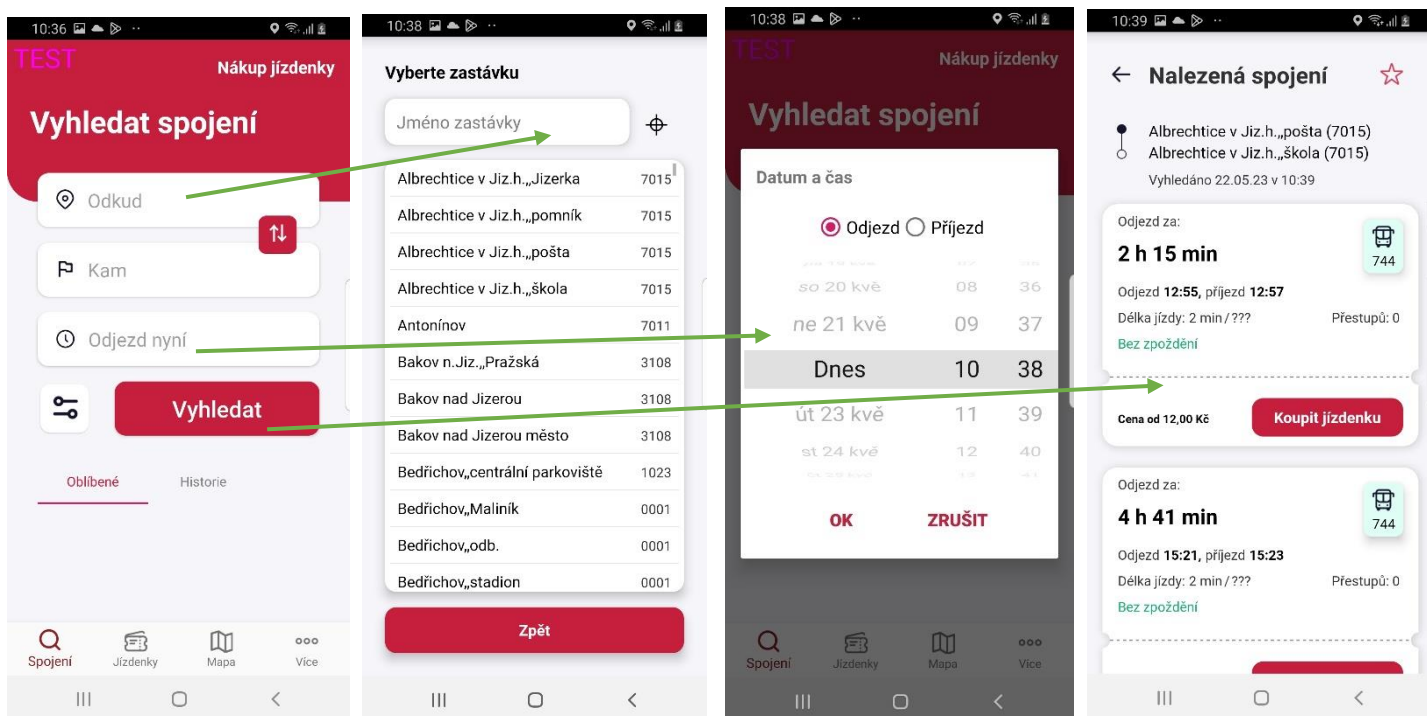 10:36
TEST
Nákup jízdenky
Vyhledat spojení
Odkud
Kam
Odjezd nyní
Vyhledat
Oblíbené Historie
Spojení Jízdenky Mapa Více
10:38
Vyberte zastávku
Jméno zastávky
Albrechtice v Jiz.h.,,Jizerka 7015
Albrechtice v Jiz.h.,,pomník 7015
Albrechtice v Jiz.h.,,pošta 7015
Albrechtice v Jiz.h.,,škola 7015
Antonínov 7011
Bakov n.Jiz.,,Pražská 3108
Bakov nad Jizerou 3108
Bakov nad Jizerou město 3108
Bedřichov,,centrální parkoviště 1023
Bedřichov,,Maliník 0001
Bedřichov,,odb. 0001
Bedřichov,,stadion 0001
Zpět
10:38
TEST
Nákup jízdenky
Vyhledat spojení
Datum a čas
Odjezd Příjezd
so 20 kvě 08 36
ne 21 kvě 09 37
Dnes 10 38
út 23 kvě 11 39
st 24 kvě 12 40
OK ZRUŠIT
Spojení Jízdenky Mapa Více
10:39
Nalezená spojení
Albrechtice v Jiz.h.,,pošta (7015)
Albrechtice v Jiz.h.,,škola (7015)
Vyhledáno 22.05.23 v 10:39
Odjezd za:
2 h 15 min
744
Odjezd 12:55, příjezd 12:57
Délka jízdy: 2 min / ??? Přestupů: 0
Bez zpoždění
Cena od 12,00 Kč Koupit jízdenku
Odjezd za:
4 h 41 min
744
Odjezd 15:21, příjezd 15:23
Délka jízdy: 2 min / ??? Přestupů: 0
Bez zpoždění